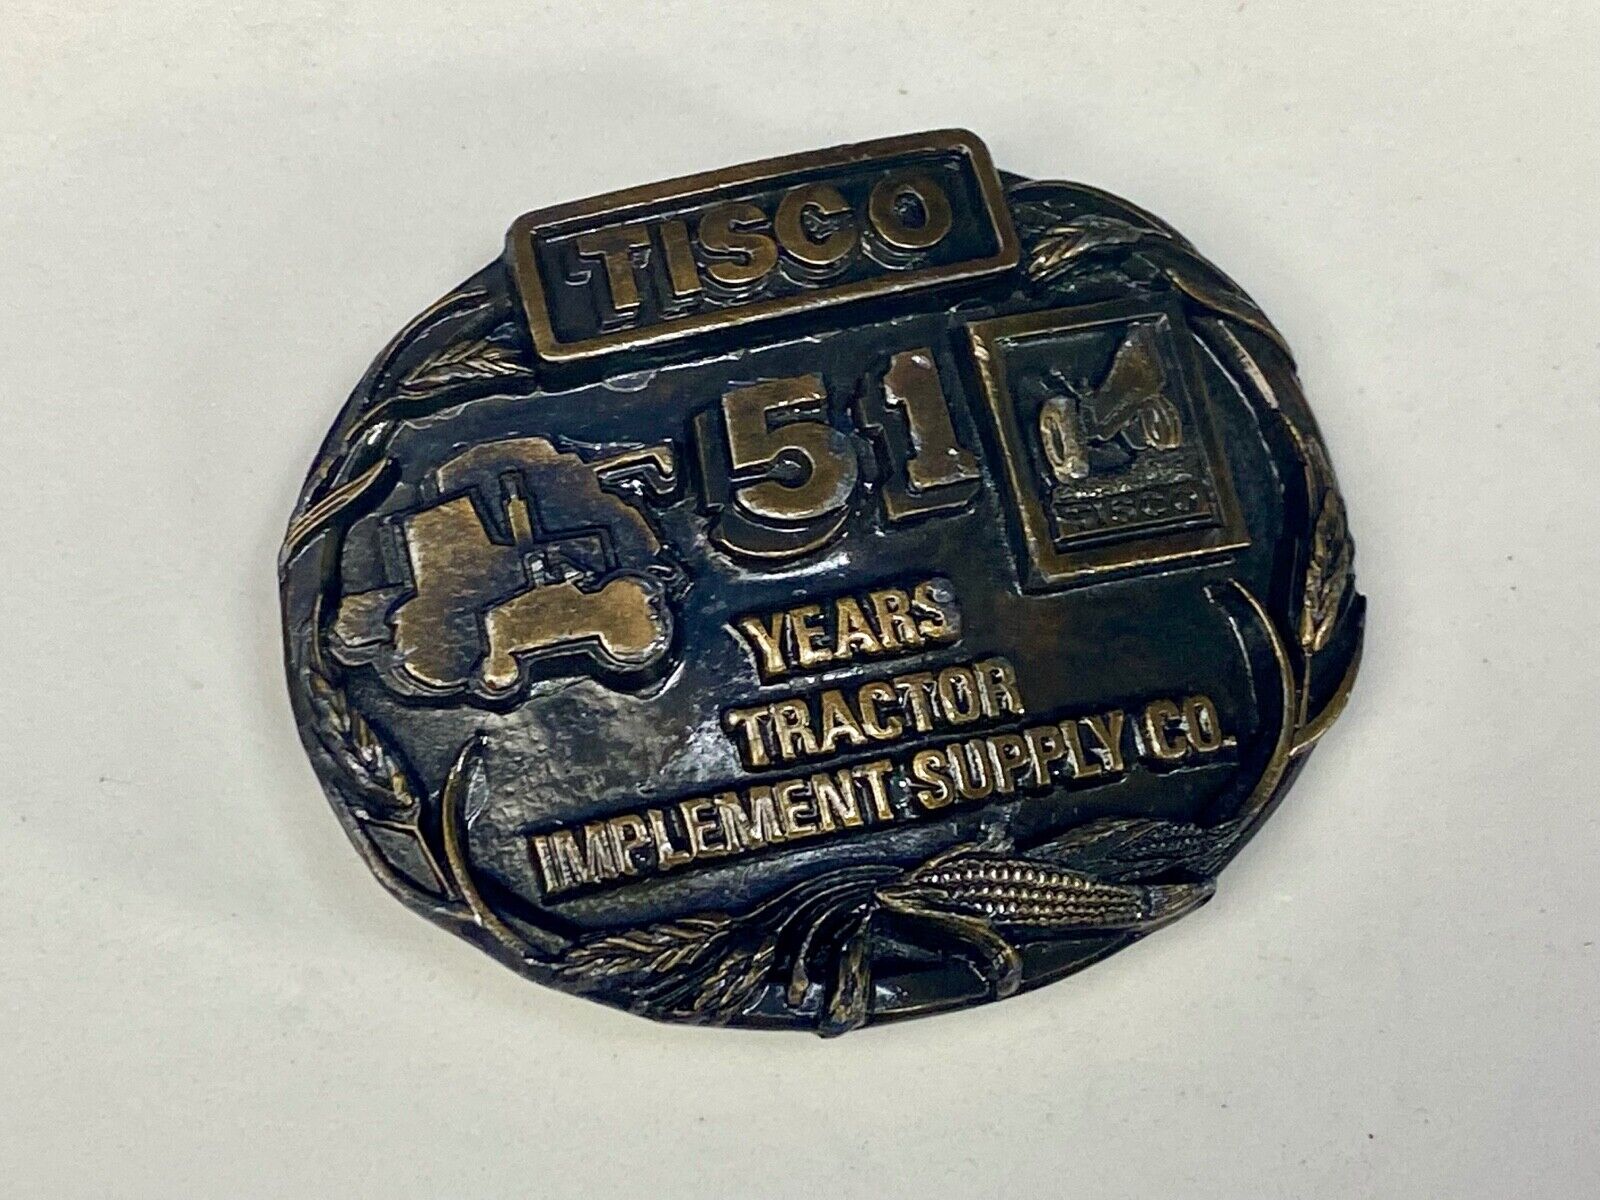 TISCO
51
TISCO
YEARS
TRACTOR
IMPLEMENT SUPPLY CO.